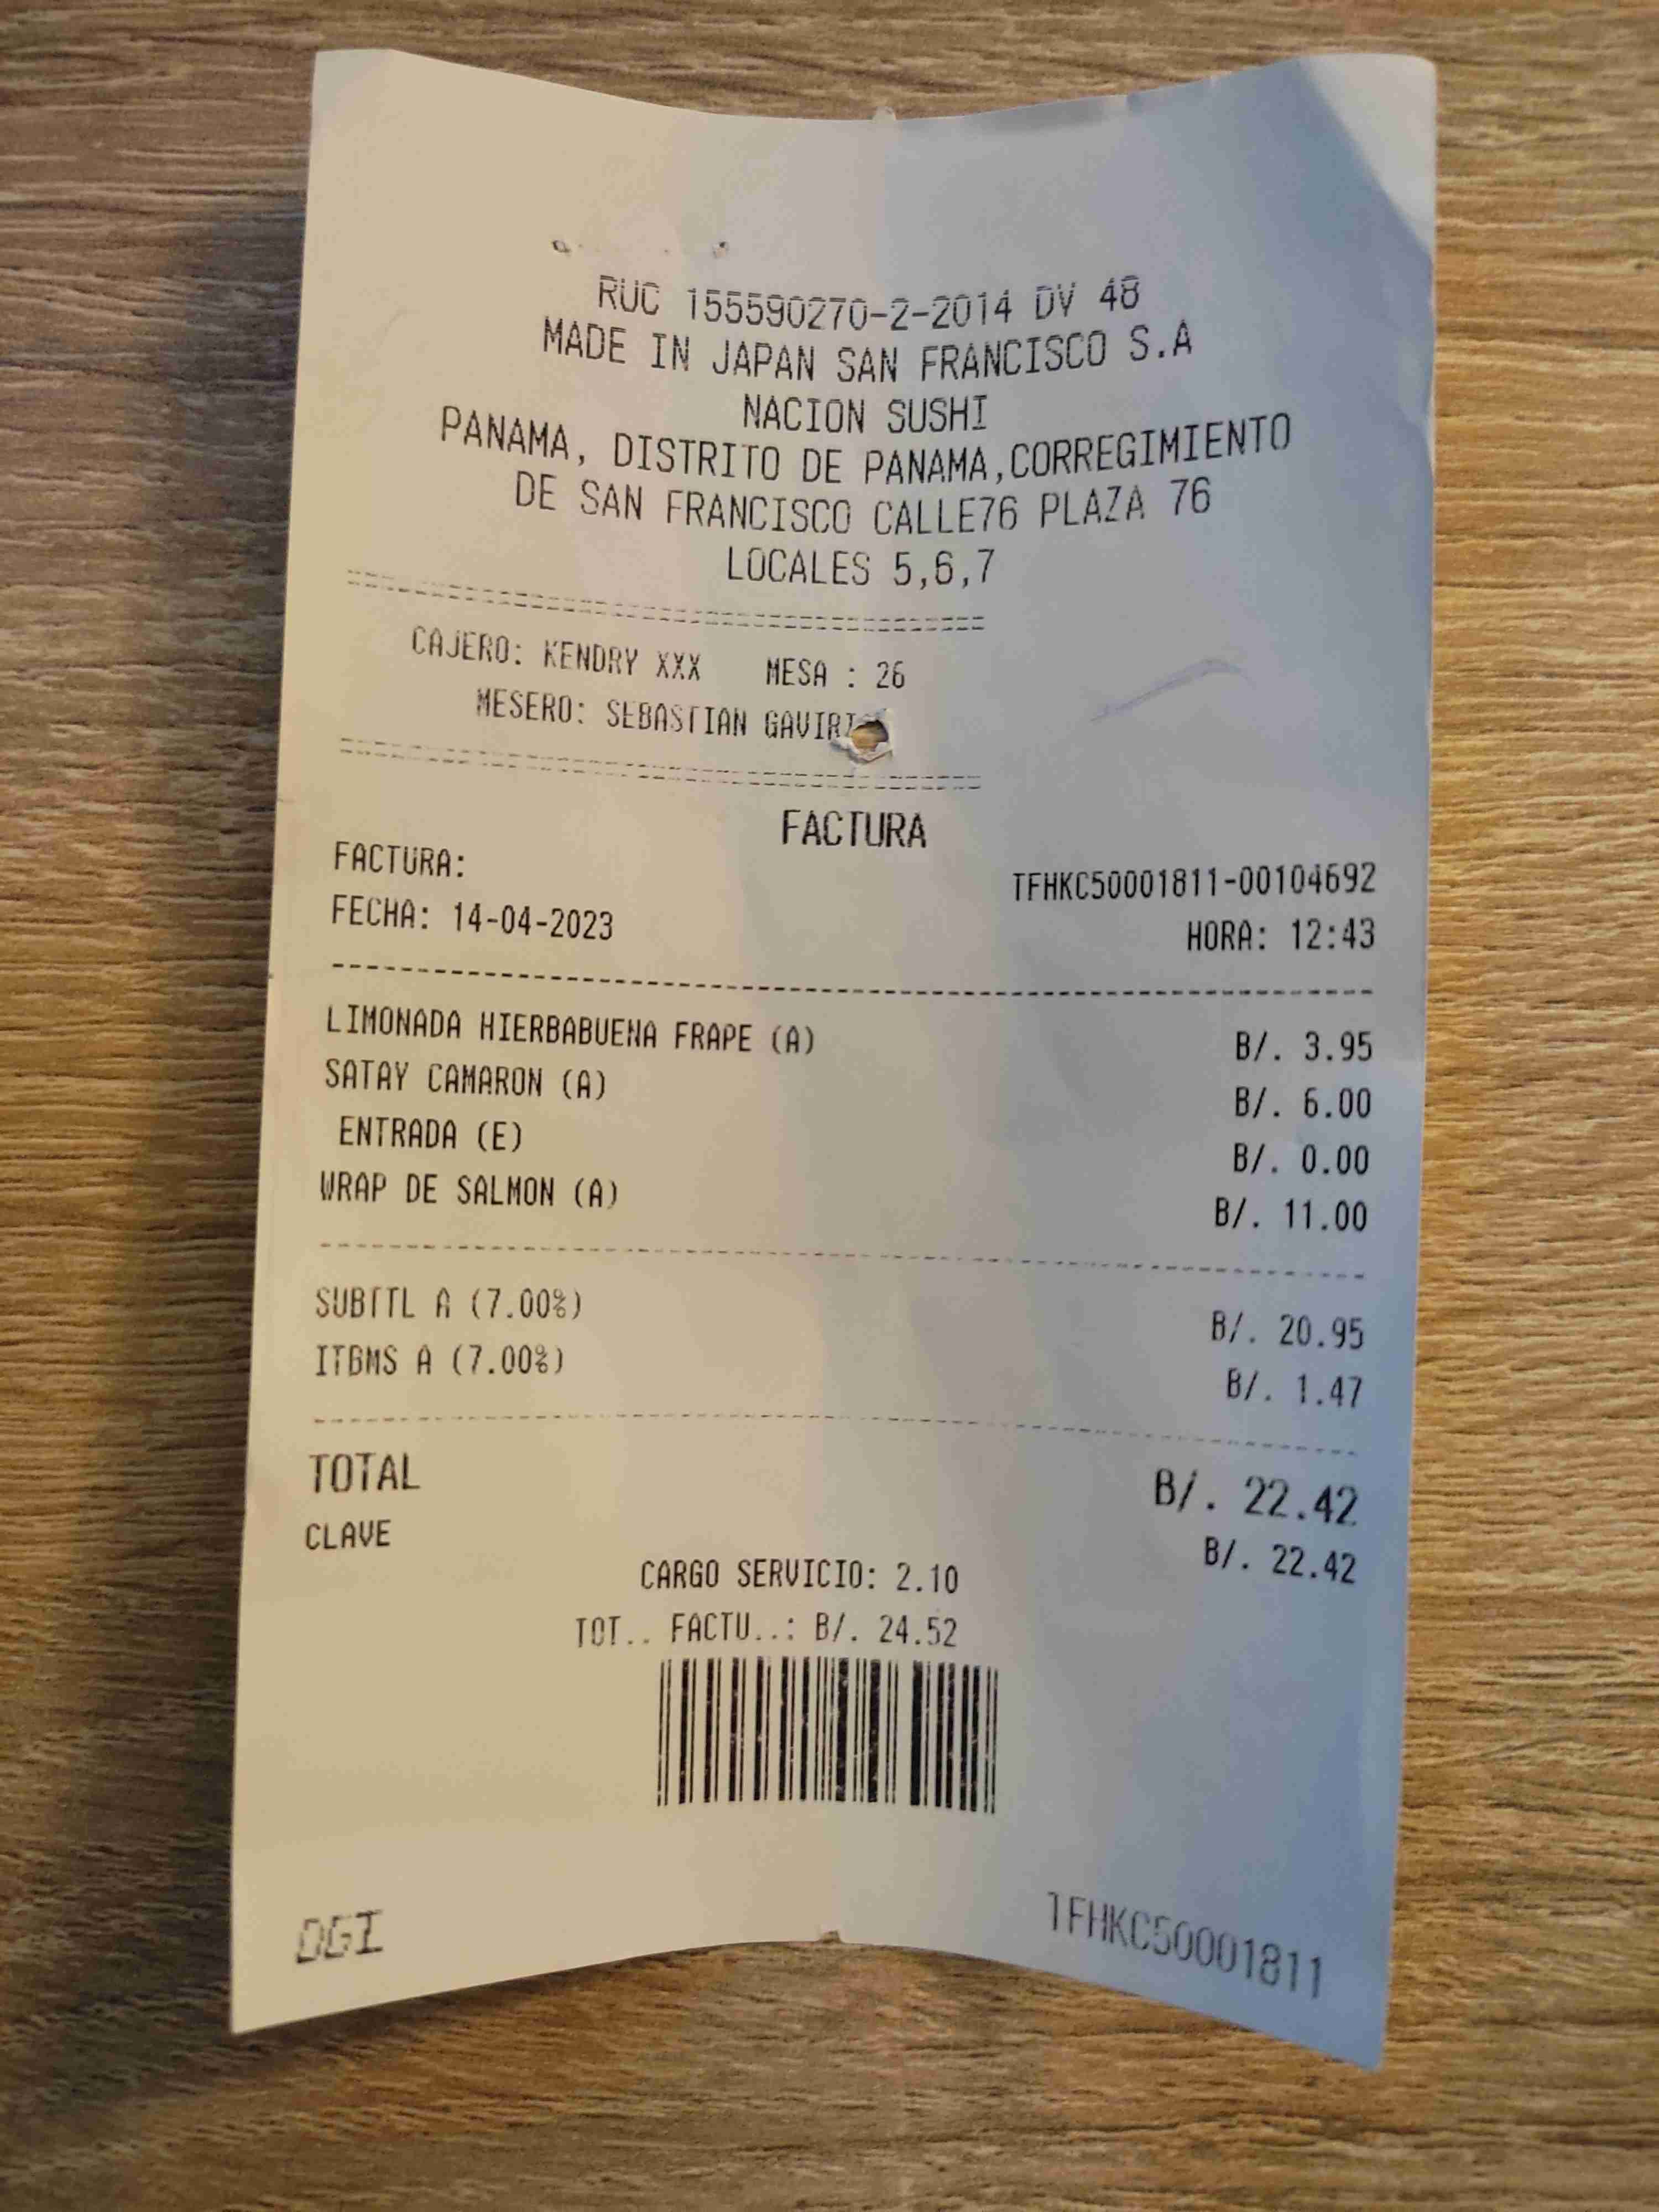 RUC 155590270-2-2014 DV 48
MADE IN JAPAN SAN FRANCISCO S.A
NACION SUSHI
PANAMA, DISTRITO DE PANAMA,CORREGIMIENTO
DE SAN FRANCISCO CALLE76 PLAZA 76
LOCALES 5,6,7
CAJERO: KENDRY XXX MESA : 26
MESERO: SEBASTIAN
FACTURA
FACTURA: TFHKC50001811-00104692
FECHA: 14-04-2023 HORA: 12:43
LIMONADA HIERBABUENA FRAPE (A) B/. 3.95
SATAY CAMARON (A) B/. 6.00
ENTRADA (E) B/. 0.00
WRAP DE SALMON (A) B/. 11.00
SUBTTL A (7.00%) B/. 20.95
ITBMS A (7.00%) B/. 1.47
TOTAL B/. 22.42
CLAVE B/. 22.42
CARGO SERVICIO: 2.10
TOT.. FACTU..: B/. 24.52
DGI TFHKC50001811